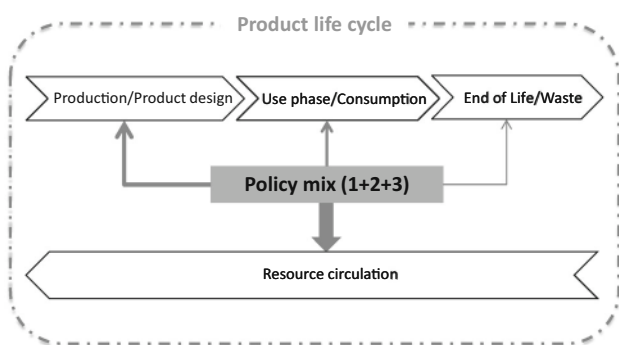 Product life cycle
Production/Product design
Use phase/Consumption
End of Life/Waste
Policy mix (1+2+3)
Resource circulation